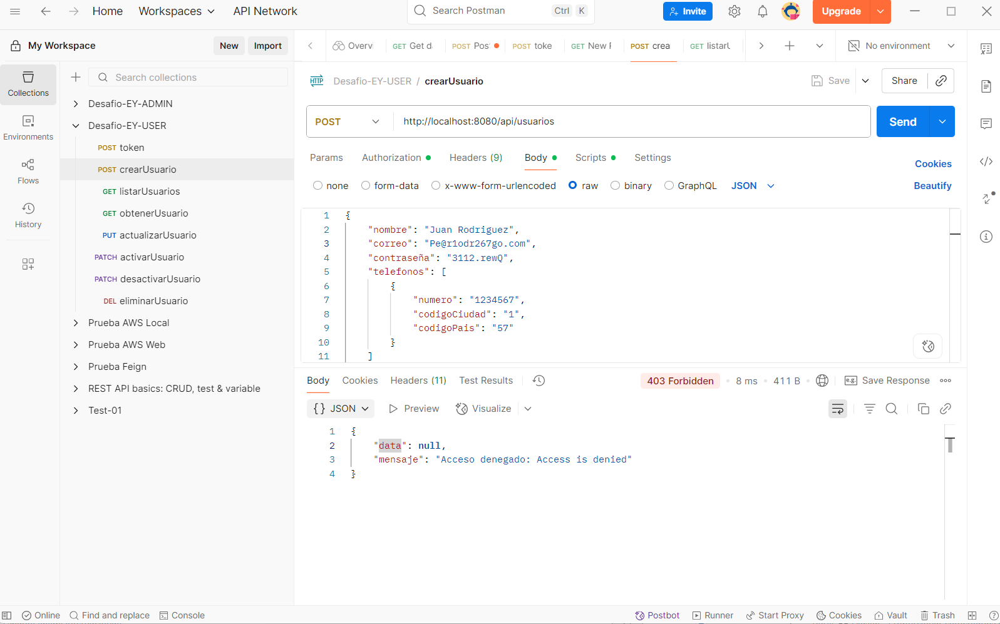 Home Workspaces API Network Search Postman Ctrl K Invite Upgrade
My Workspace New Import Overv GET Get d POST Pos POST toke GET New F POST crea GET listarU No environment
Collections
Environments
Flows
History
Search collections
Desafio-EY-ADMIN
Desafio-EY-USER
POST token
POST crearUsuario
GET listarUsuarios
GET obtenerUsuario
PUT actualizarUsuario
PATCH activarUsuario
PATCH desactivarUsuario
DEL eliminarUsuario
Prueba AWS Local
Prueba AWS Web
Prueba Feign
REST API basics: CRUD, test & variable
Test-01
HTTP Desafio-EY-USER / crearUsuario Save Share
POST http://localhost:8080/api/usuarios Send
Params Authorization Headers (9) Body Scripts Settings Cookies
none form-data x-www-form-urlencoded raw binary GraphQL JSON Beautify
1 {
2 "nombre": "Juan Rodriguez",
3 "correo": "Pe@r1odr267go.com",
4 "contraseña": "3112.rewQ",
5 "telefonos": [
6 {
7 "numero": "1234567",
8 "codigoCiudad": "1",
9 "codigoPais": "57"
10 }
11 ]
Body Cookies Headers (11) Test Results 403 Forbidden 8 ms 411 B e.g. Save Response
{} JSON Preview Visualize
1 {
2 "data": null,
3 "mensaje": "Acceso denegado: Access is denied"
4 }
Online Find and replace Console Postbot Runner Start Proxy Cookies Vault Trash